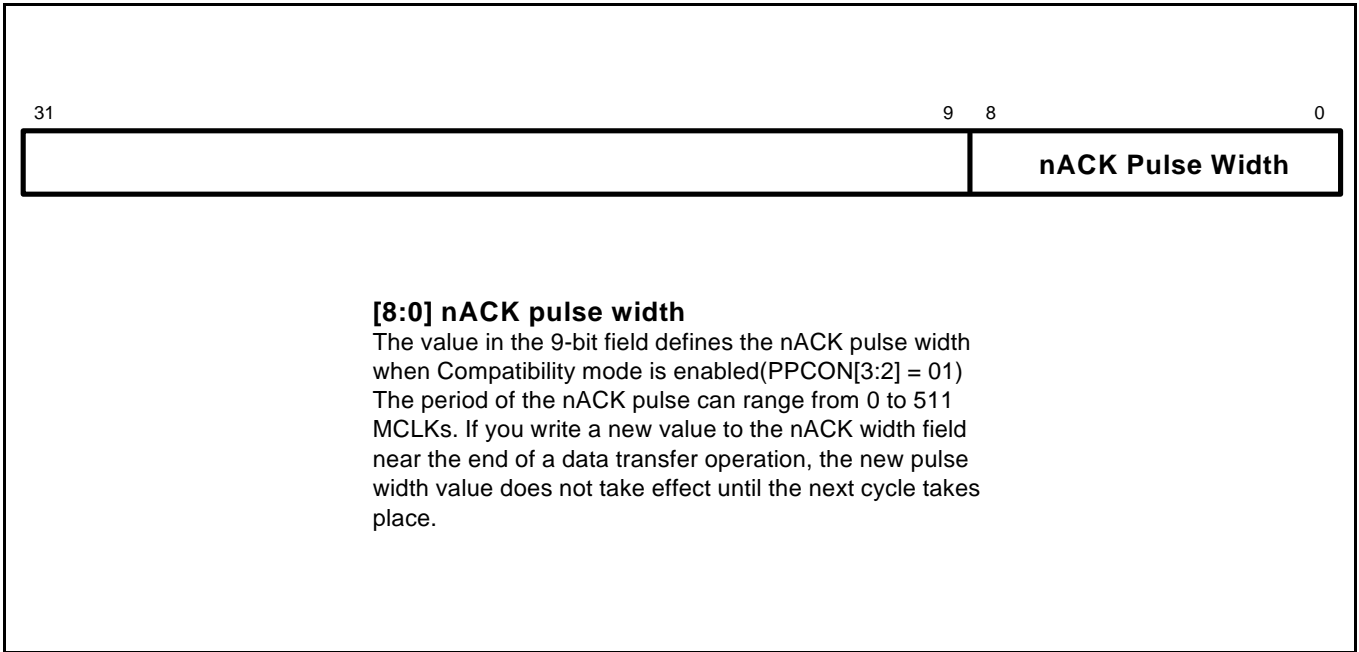 31 9 8 0
nACK Pulse Width
[8:0] nACK pulse width
The value in the 9-bit field defines the nACK pulse width
when Compatibility mode is enabled(PPCON[3:2] = 01)
The period of the nACK pulse can range from 0 to 511
MCLKs. If you write a new value to the nACK width field
near the end of a data transfer operation, the new pulse
width value does not take effect until the next cycle takes
place.